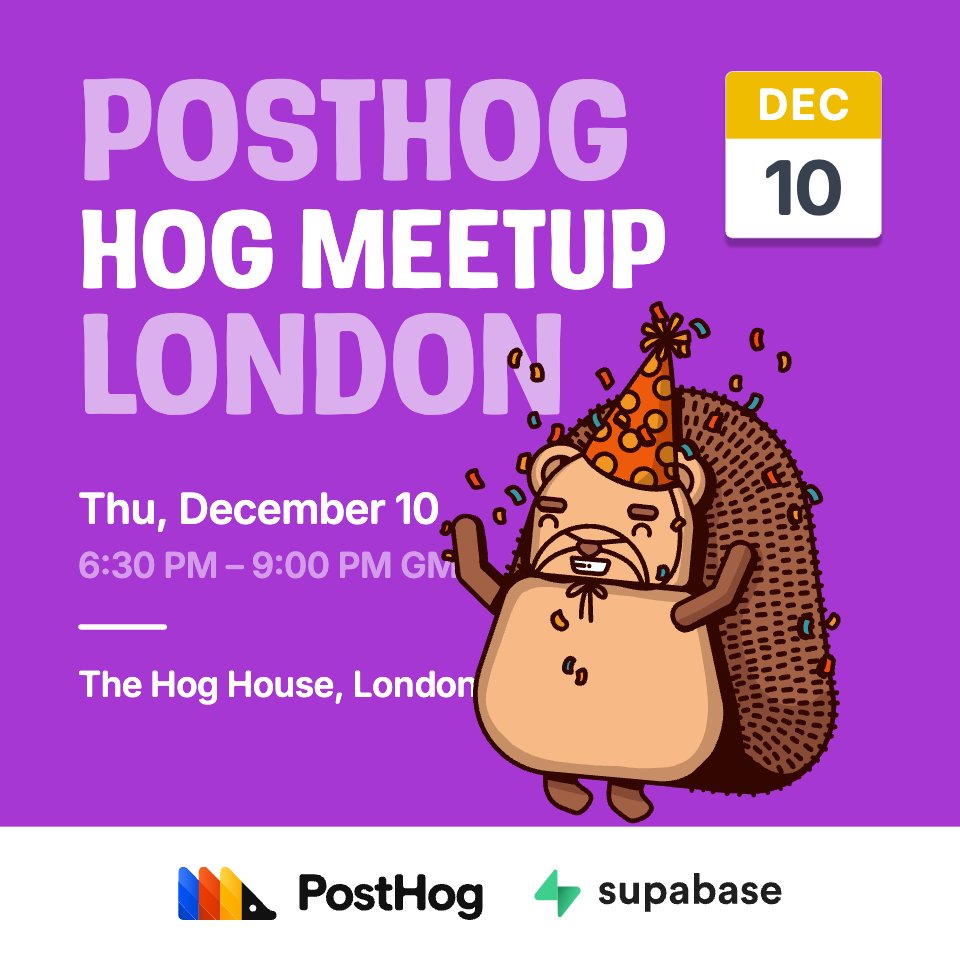 POSTHOG
HOG MEETUP
LONDON
DEC
10
Thu, December 10
6:30 PM – 9:00 PM
The Hog House, London
PostHog
supabase